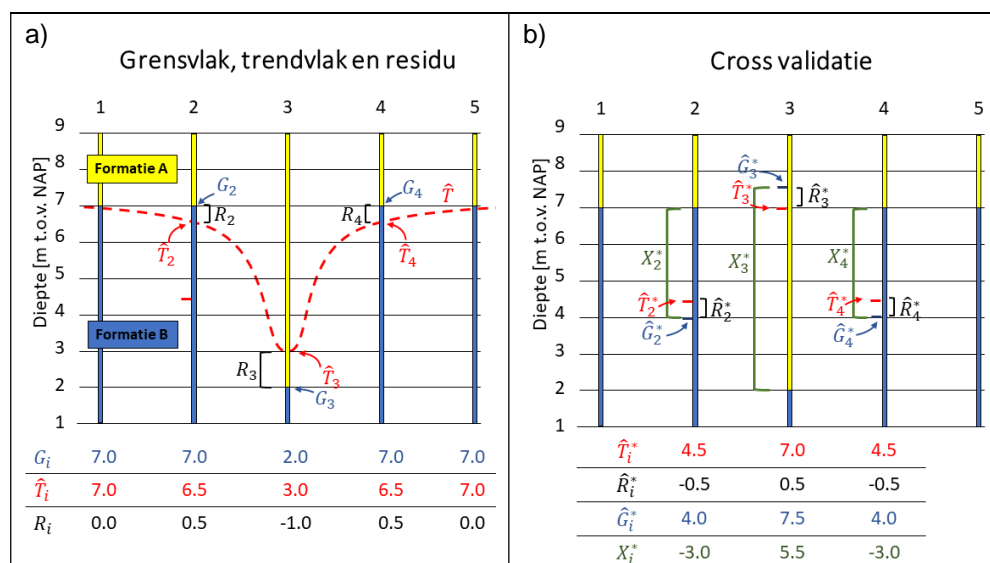 a)
Grensvlak, trendvlak en residu
1 2 3 4 5
9
8
7
6
5
4
3
2
1
Diepte [m t.o.v. NAP]
Formatie A
Formatie B
G₂
G₄
T̂
R₂
R₄
T̂₂
T̂₄
R₃
T̂₃
G₃
Gᵢ 7.0 7.0 2.0 7.0 7.0
T̂ᵢ 7.0 6.5 3.0 6.5 7.0
Rᵢ 0.0 0.5 -1.0 0.5 0.0
b)
Cross validatie
1 2 3 4 5
9
8
7
6
5
4
3
2
1
Diepte [m t.o.v. NAP]
Ĝ₃*
T̂₃*
R̂₃*
X₂*
X₃*
X₄*
T̂₂*
R̂₂*
Ĝ₂*
T̂₄*
R̂₄*
Ĝ₄*
T̂ᵢ* 4.5 7.0 4.5
R̂ᵢ* -0.5 0.5 -0.5
Ĝᵢ* 4.0 7.5 4.0
Xᵢ* -3.0 5.5 -3.0